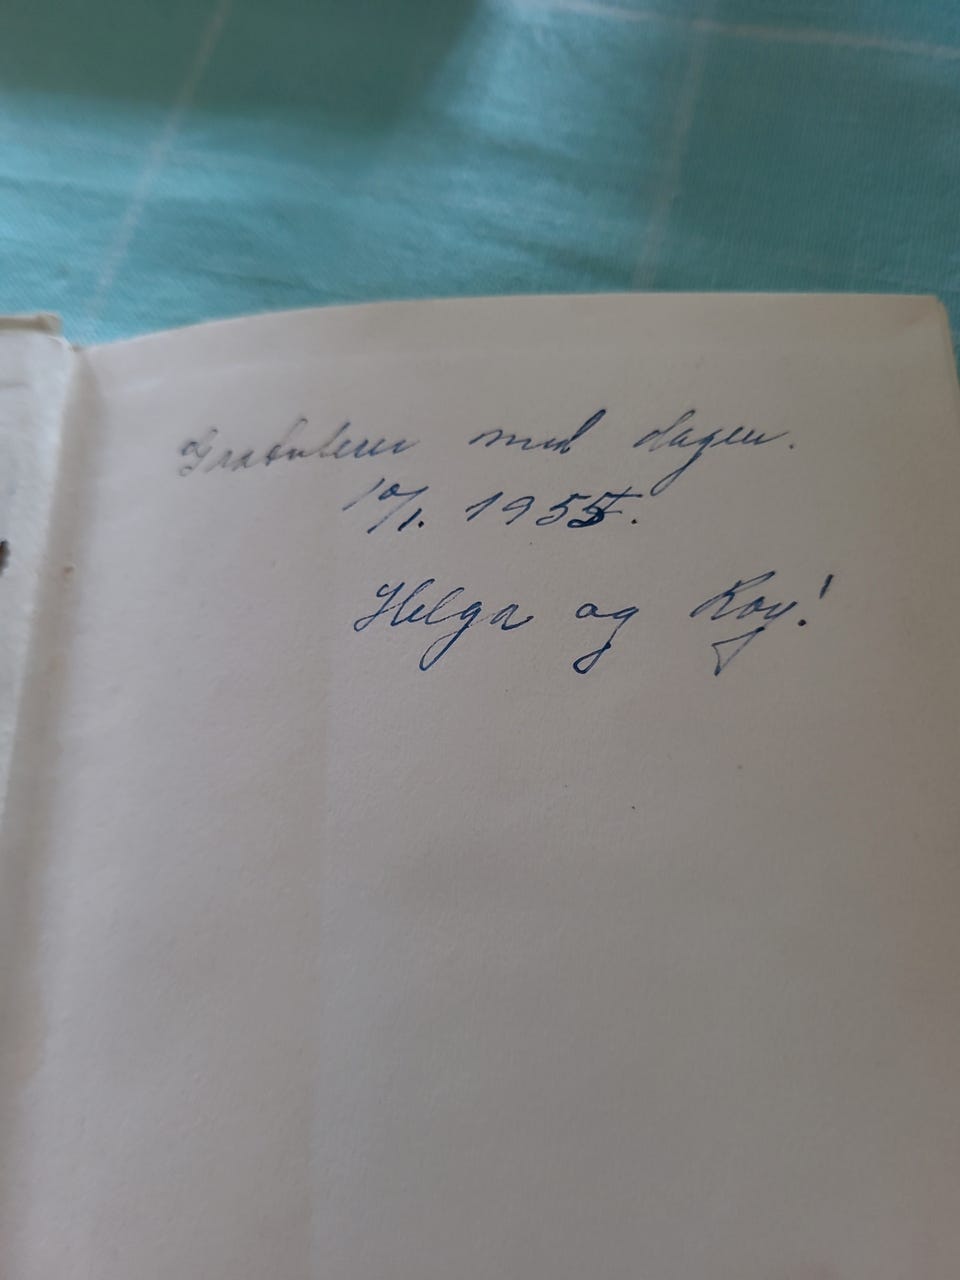 Gratulerer med dagen.
10/1. 1955.
Helga og Roy!